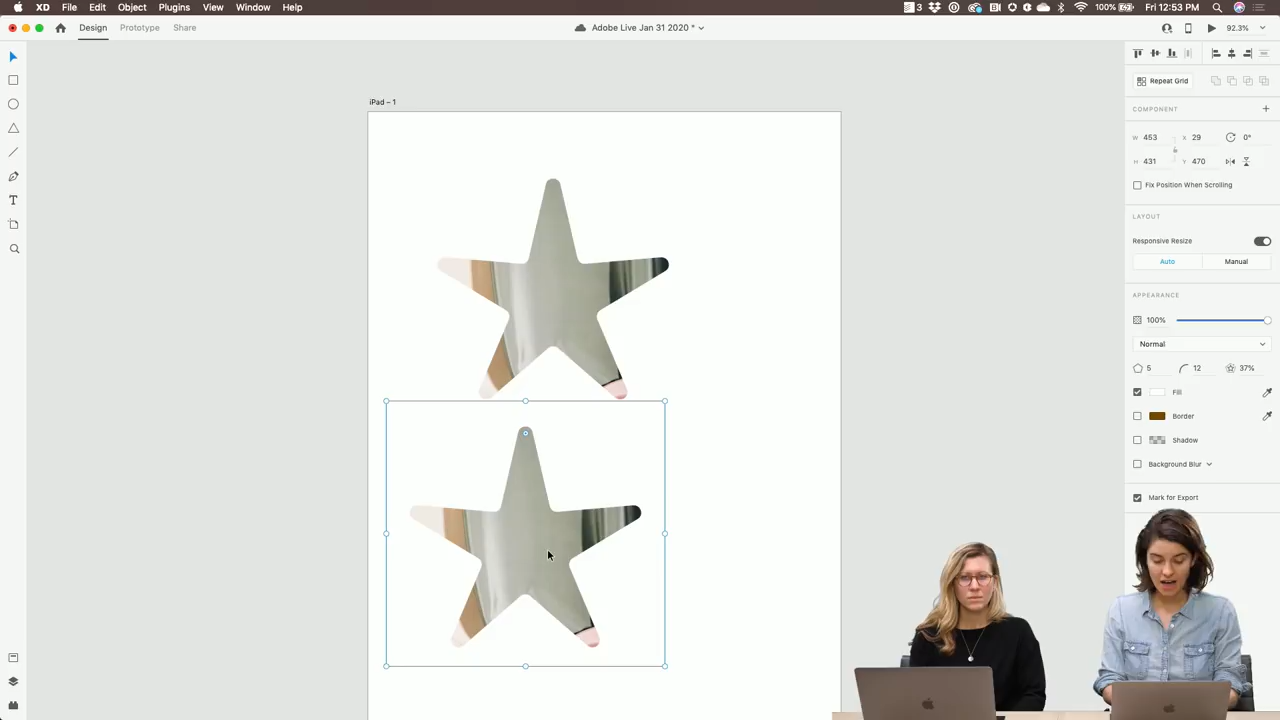 XD File Edit Object Plugins View Window Help
3 100% Fri 12:53 PM
Design Prototype Share
Adobe Live Jan 31 2020 *
92.3%
iPad – 1
Repeat Grid
COMPONENT +
W 453 X 29 0°
H 431 Y 470
Fix Position When Scrolling
LAYOUT
Responsive Resize
Auto Manual
APPEARANCE
100%
Normal
5 12 37%
Fill
Border
Shadow
Background Blur
Mark for Export
T